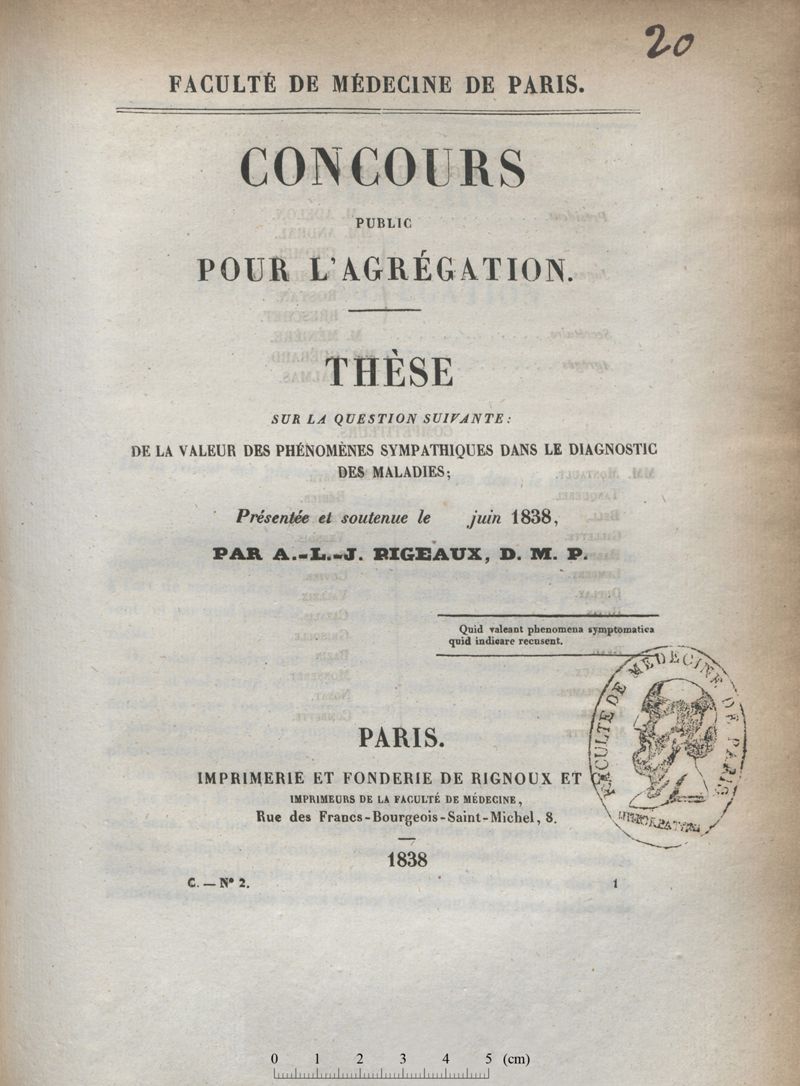 20
FACULTÉ DE MÉDECINE DE PARIS.
CONCOURS
PUBLIC
POUR L'AGRÉGATION.
THÈSE
SUR LA QUESTION SUIVANTE:
DE LA VALEUR DES PHÉNOMÈNES SYMPATHIQUES DANS LE DIAGNOSTIC
DES MALADIES;
Présentée et soutenue le juin 1838,
PAR A.-L.-J. RIGEAUX, D. M. P.
Quid valeant phenomena symptomatica
quid indicare recusent.
FACULTÉ DE MÉDECINE DE PARIS
PARIS.
IMPRIMERIE ET FONDERIE DE RIGNOUX ET
IMPRIMEURS DE LA FACULTÉ DE MÉDECINE,
Rue des Francs-Bourgeois-Saint-Michel, 8.
1838
C. — N° 2. 1
0 1 2 3 4 5 (cm)